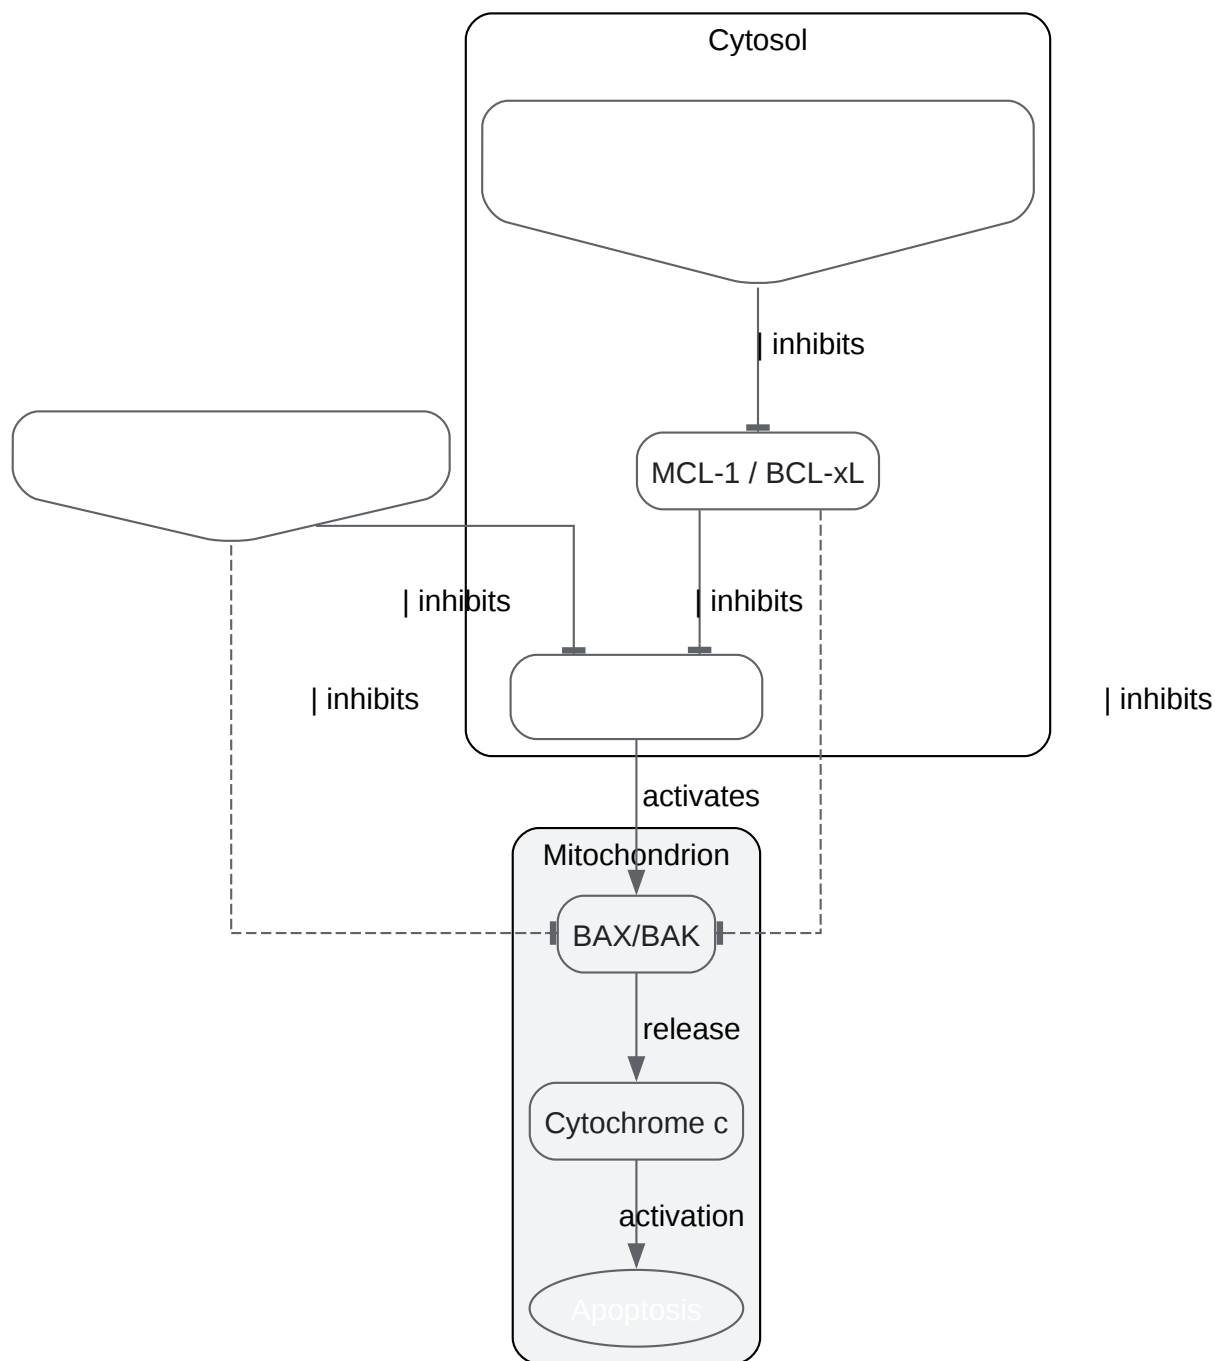 Cytosol
| inhibits
MCL-1 / BCL-xL
| inhibits
| inhibits
| inhibits
| inhibits
activates
Mitochondrion
BAX/BAK
release
Cytochrome c
activation
Apoptosis